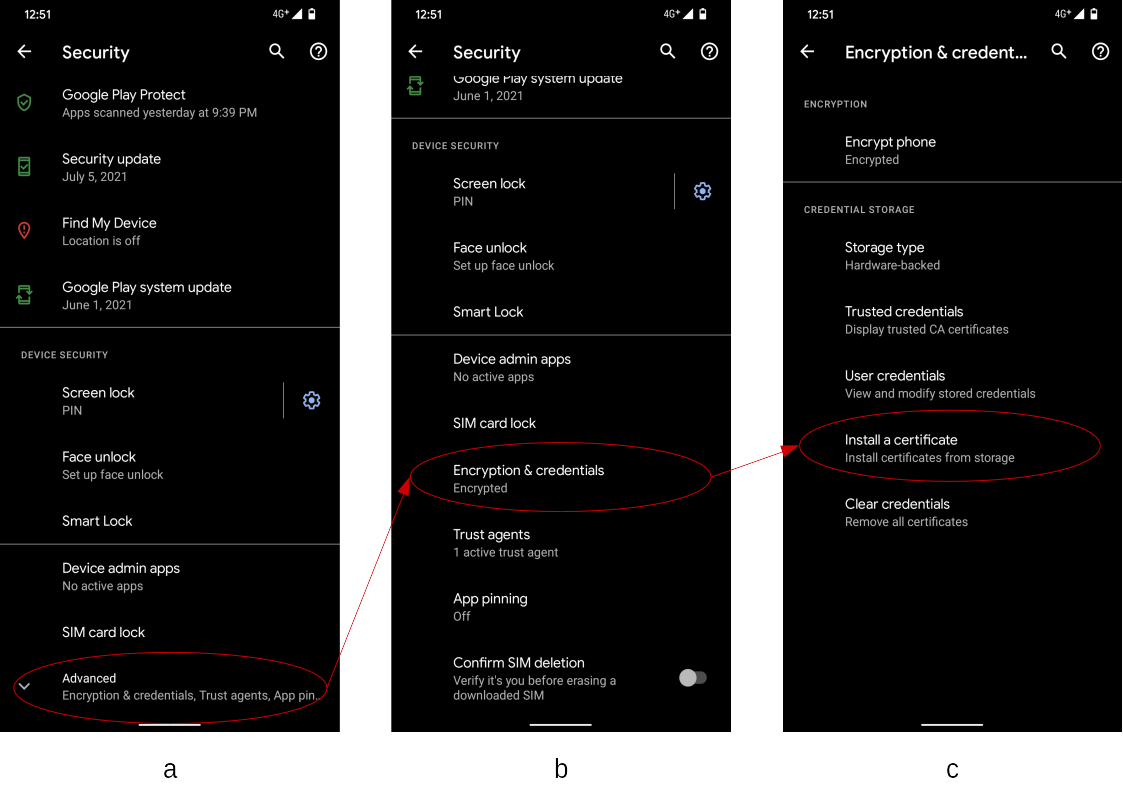 12:51
4G+
Security
Google Play Protect
Apps scanned yesterday at 9:39 PM
Security update
July 5, 2021
Find My Device
Location is off
Google Play system update
June 1, 2021
DEVICE SECURITY
Screen lock
PIN
Face unlock
Set up face unlock
Smart Lock
Device admin apps
No active apps
SIM card lock
Advanced
Encryption & credentials, Trust agents, App pin..
a
12:51
4G+
Security
Google Play system update
June 1, 2021
DEVICE SECURITY
Screen lock
PIN
Face unlock
Set up face unlock
Smart Lock
Device admin apps
No active apps
SIM card lock
Encryption & credentials
Encrypted
Trust agents
1 active trust agent
App pinning
Off
Confirm SIM deletion
Verify it's you before erasing a
downloaded SIM
b
12:51
4G+
Encryption & credent...
ENCRYPTION
Encrypt phone
Encrypted
CREDENTIAL STORAGE
Storage type
Hardware-backed
Trusted credentials
Display trusted CA certificates
User credentials
View and modify stored credentials
Install a certificate
Install certificates from storage
Clear credentials
Remove all certificates
c